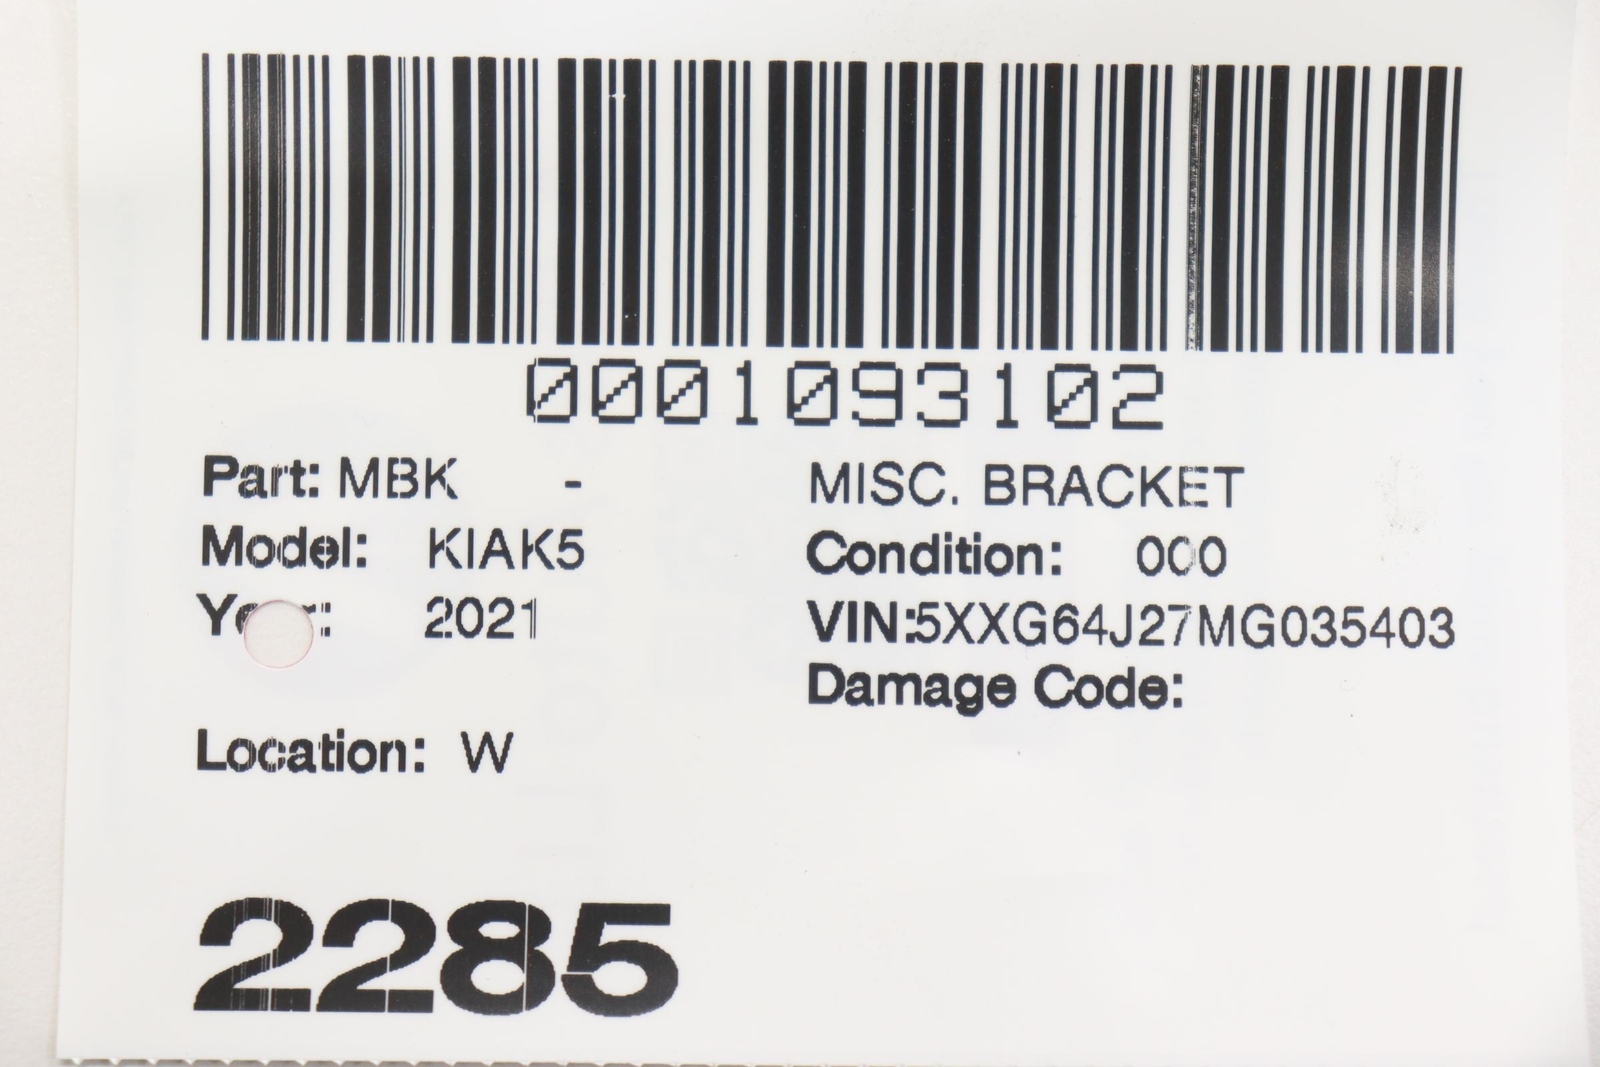 0001093102
Part: MBK - MISC. BRACKET
Model: KIAK5 Condition: 000
2021 VIN:5XXG64J27MG035403
Damage Code:
Location: W
2285